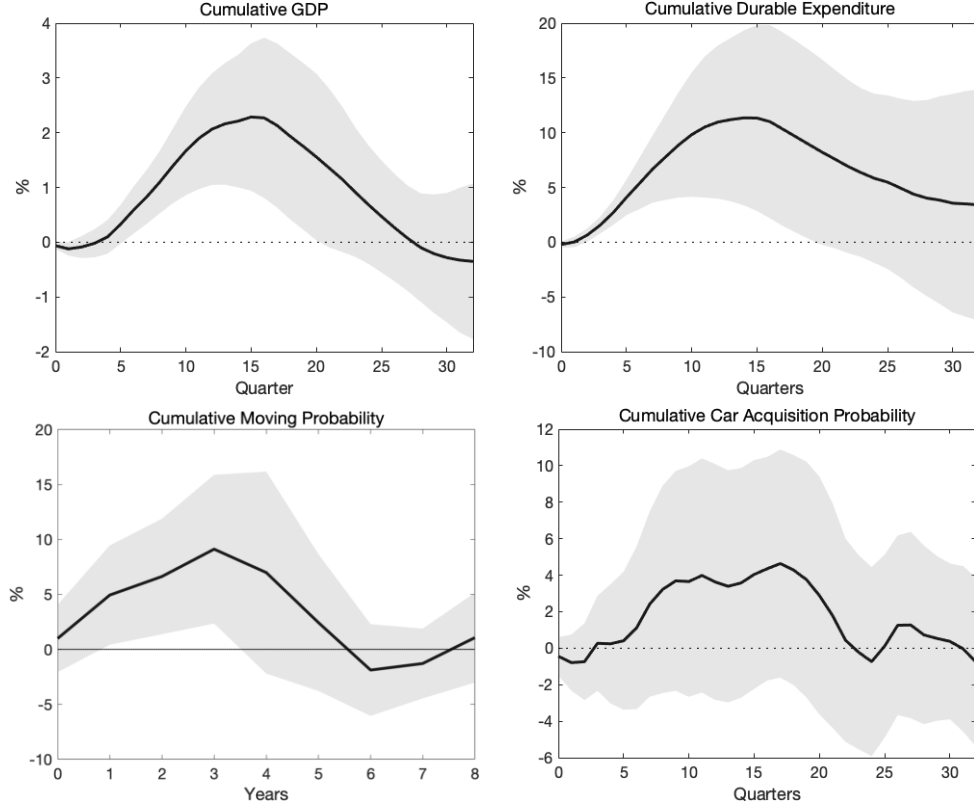 Cumulative GDP
4
3
2
1
0
-1
-2
%
0 5 10 15 20 25 30
Quarter
Cumulative Durable Expenditure
20
15
10
5
0
-5
-10
%
0 5 10 15 20 25 30
Quarters
Cumulative Moving Probability
20
15
10
5
0
-5
-10
%
0 1 2 3 4 5 6 7 8
Years
Cumulative Car Acquisition Probability
12
10
8
6
4
2
0
-2
-4
-6
%
0 5 10 15 20 25 30
Quarters